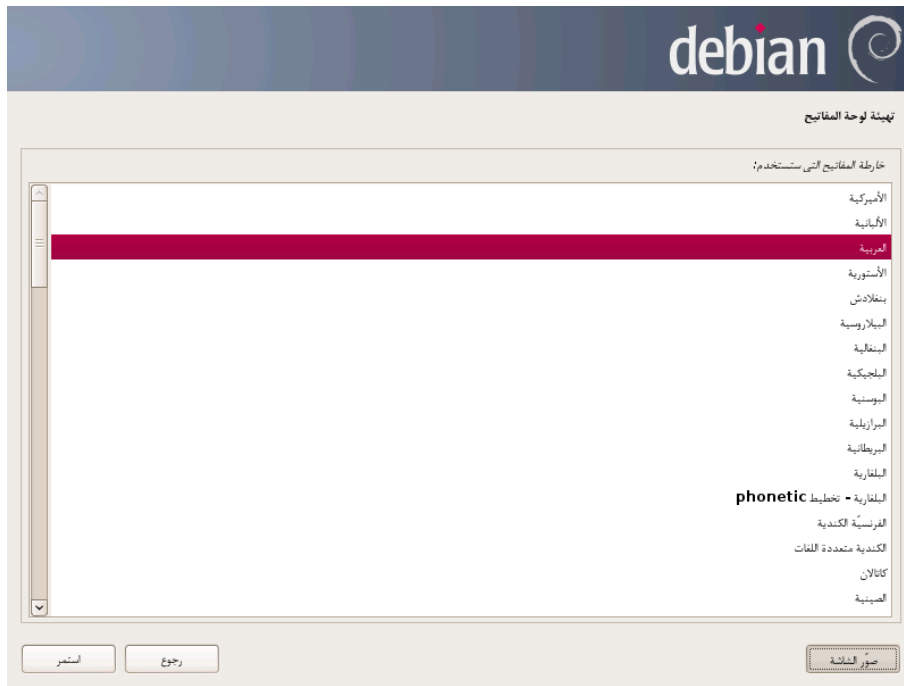 debian
تهيئة لوحة المفاتيح
خارطة المفاتيح التي ستستخدم:
الأميركية
الألبانية
العربية
الأستورية
بنغلادش
البيلاروسية
البنغالية
البلجيكية
البوسنية
البرازيلية
البريطانية
البلغارية
البلغارية - تخطيط phonetic
الفرنسيّة الكندية
الكندية متعددة اللغات
كاتالان
الصينية
صوّر الشاشة
رجوع
استمر